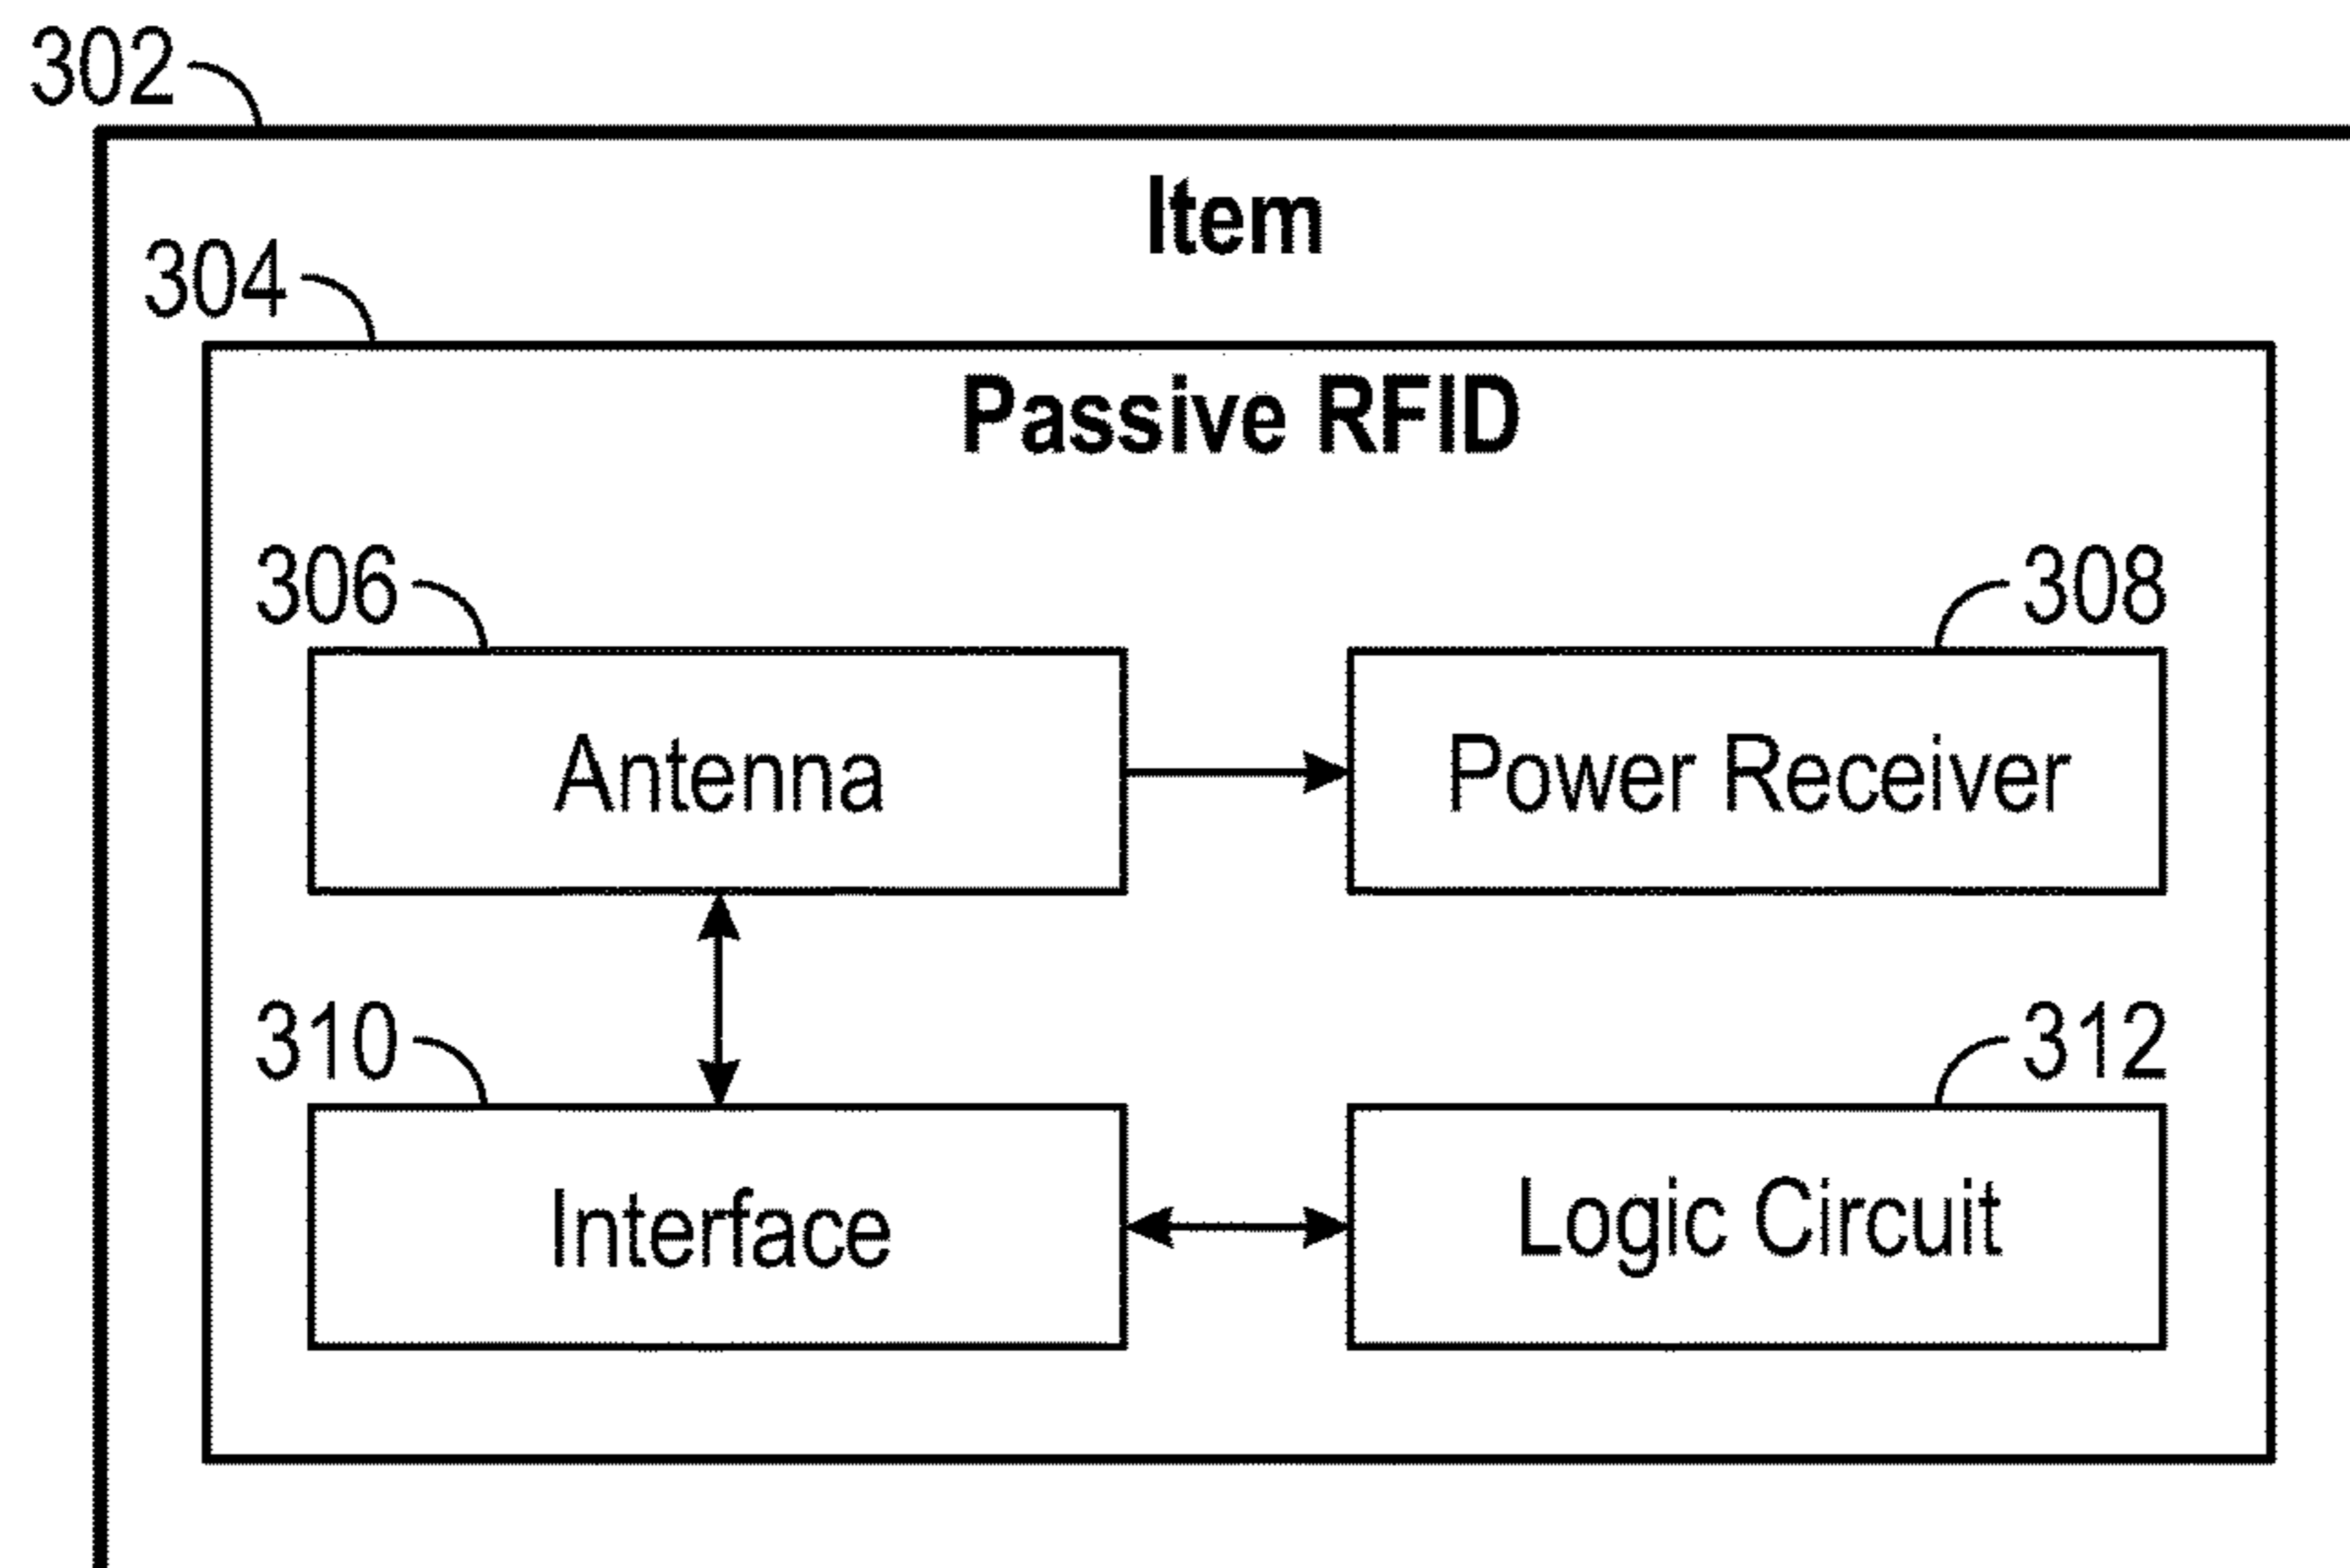 302
Item
304
Passive RFID
306
308
Antenna
Power Receiver
310
312
Interface
Logic Circuit